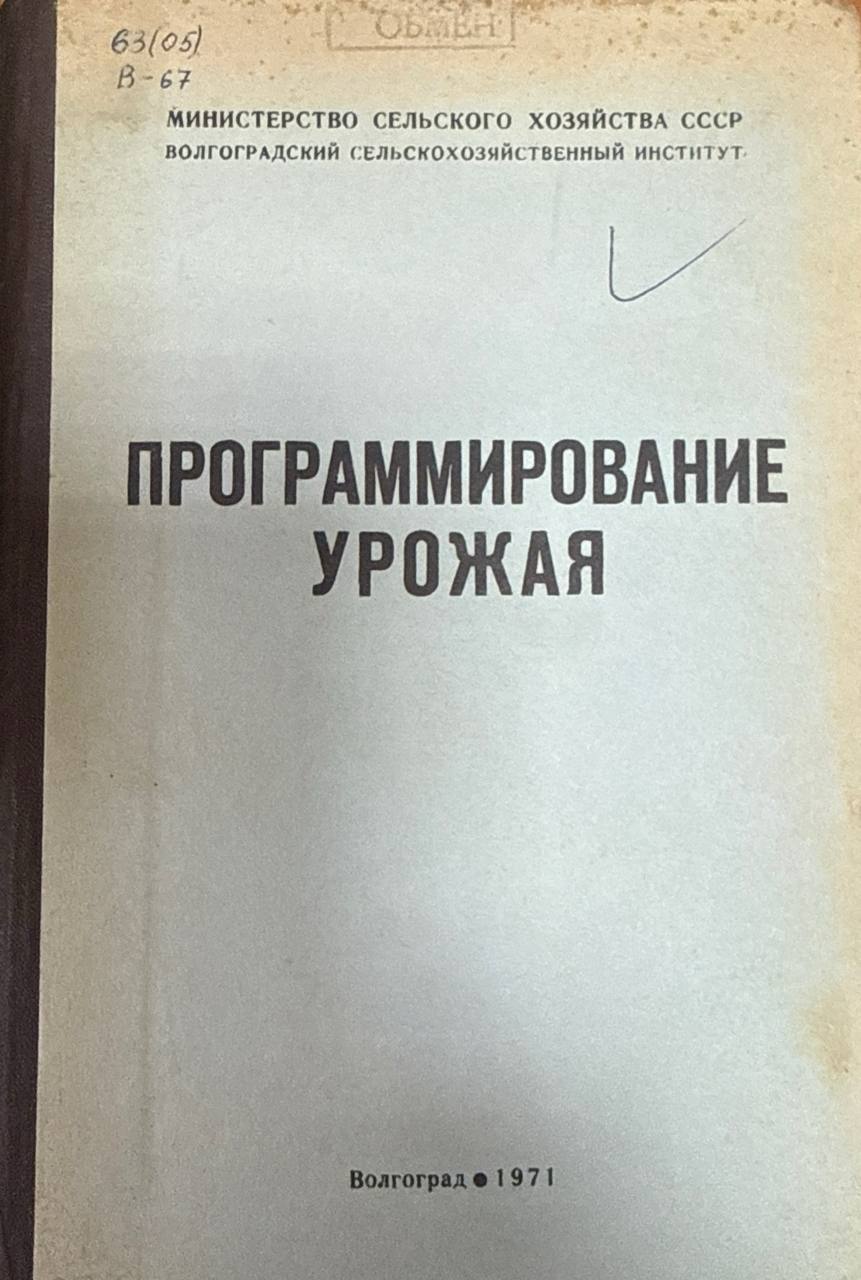 ОБМЕН
63(05)
В-67
МИНИСТЕРСТВО СЕЛЬСКОГО ХОЗЯЙСТВА СССР
ВОЛГОГРАДСКИЙ СЕЛЬСКОХОЗЯЙСТВЕННЫЙ ИНСТИТУТ
ПРОГРАММИРОВАНИЕ
УРОЖАЯ
Волгоград ● 1971